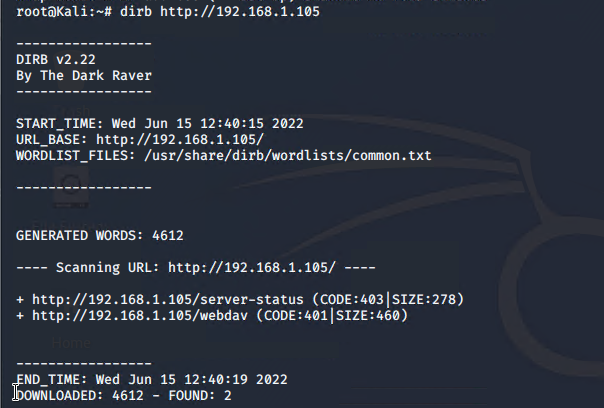 root@Kali:~# dirb http://192.168.1.105
-----------------
DIRB v2.22
By The Dark Raver
-----------------
START_TIME: Wed Jun 15 12:40:15 2022
URL_BASE: http://192.168.1.105/
WORDLIST_FILES: /usr/share/dirb/wordlists/common.txt
-----------------
GENERATED WORDS: 4612
---- Scanning URL: http://192.168.1.105/ ----
+ http://192.168.1.105/server-status (CODE:403|SIZE:278)
+ http://192.168.1.105/webdav (CODE:401|SIZE:460)
Home
-----------------
END_TIME: Wed Jun 15 12:40:19 2022
DOWNLOADED: 4612 - FOUND: 2